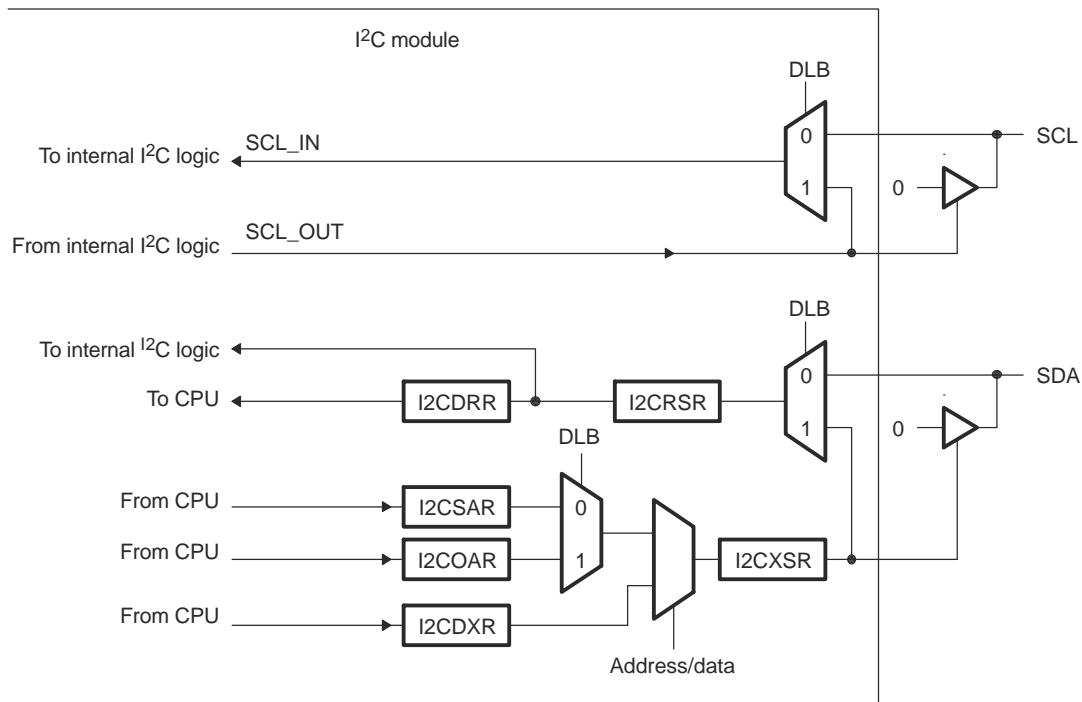 I²C module
DLB
0
To internal I²C logic
SCL_IN
SCL
1
0
From internal I²C logic
SCL_OUT
DLB
To internal I²C logic
0
SDA
To CPU
I2CDRR
I2CRSR
1
0
DLB
From CPU
I2CSAR
0
From CPU
I2COAR
1
I2CXSR
From CPU
I2CDXR
Address/data